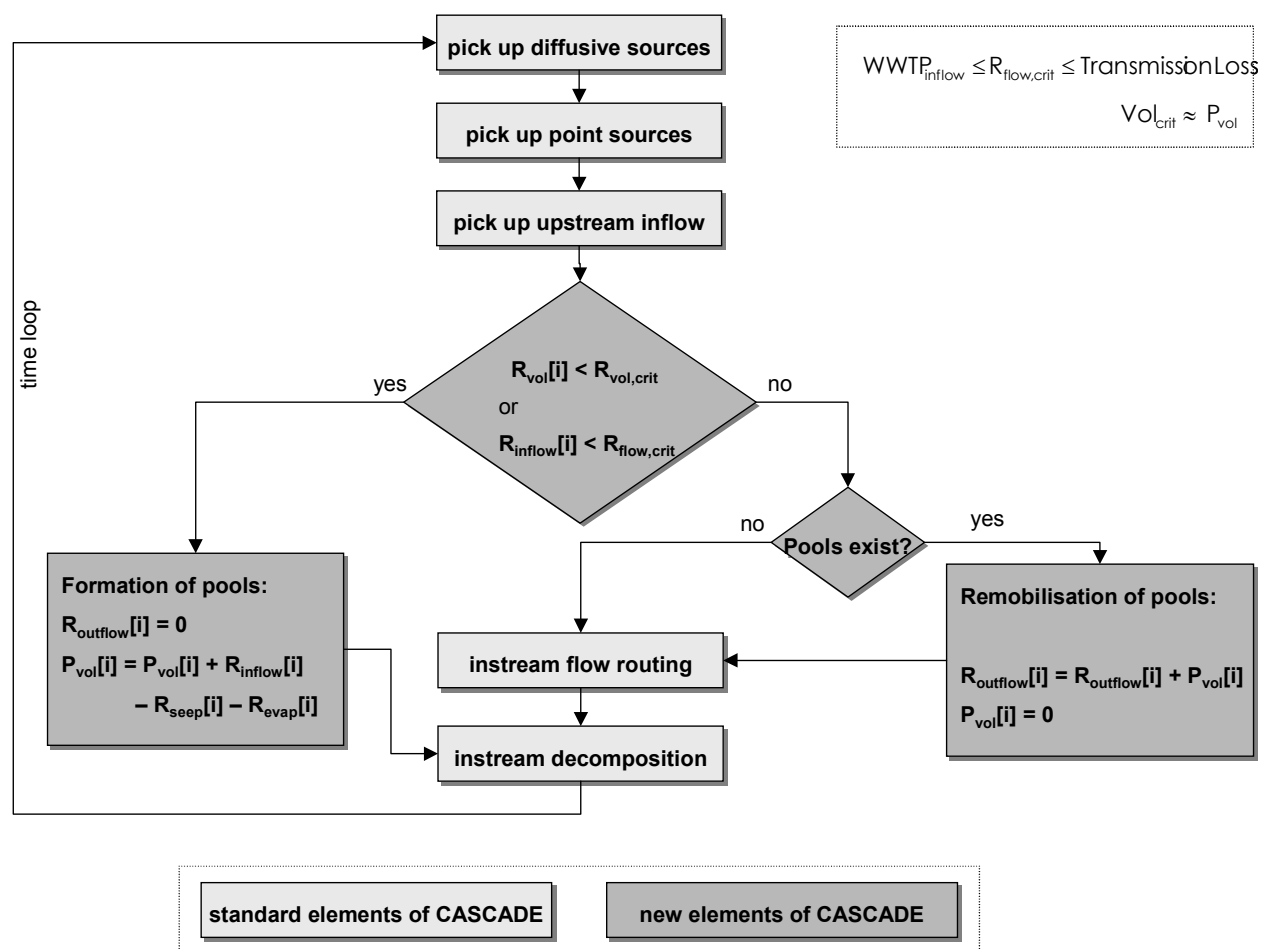 pick up diffusive sources
WWTP_inflow ≤ R_flow,crit ≤ TransmissionLoss
Vol_crit ≈ P_vol
pick up point sources
pick up upstream inflow
time loop
R_vol[i] < R_vol,crit
or
R_inflow[i] < R_flow,crit
yes
no
Pools exist?
no
yes
Formation of pools:
R_outflow[i] = 0
P_vol[i] = P_vol[i] + R_inflow[i]
– R_seep[i] – R_evap[i]
Remobilisation of pools:
R_outflow[i] = R_outflow[i] + P_vol[i]
P_vol[i] = 0
instream flow routing
instream decomposition
standard elements of CASCADE
new elements of CASCADE